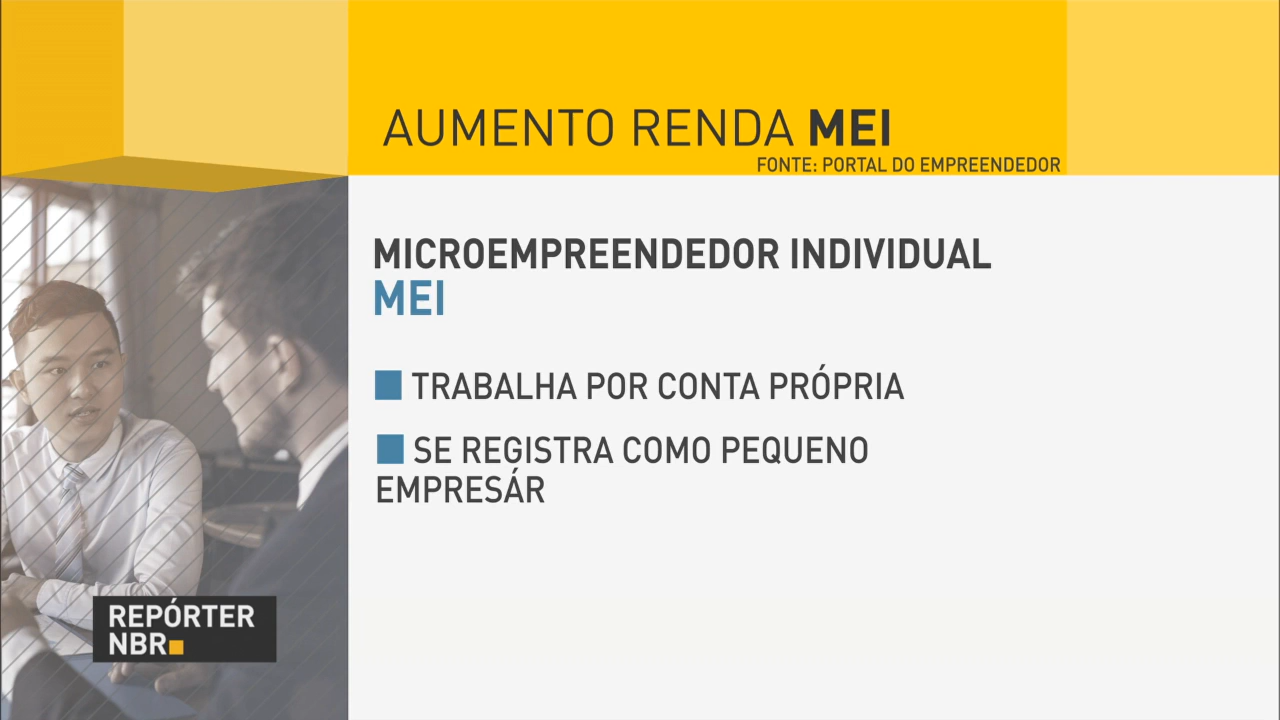 AUMENTO RENDA MEI
FONTE: PORTAL DO EMPREENDEDOR
MICROEMPREENDEDOR INDIVIDUAL
MEI
TRABALHA POR CONTA PRÓPRIA
SE REGISTRA COMO PEQUENO
EMPRESÁR
REPÓRTER
NBR